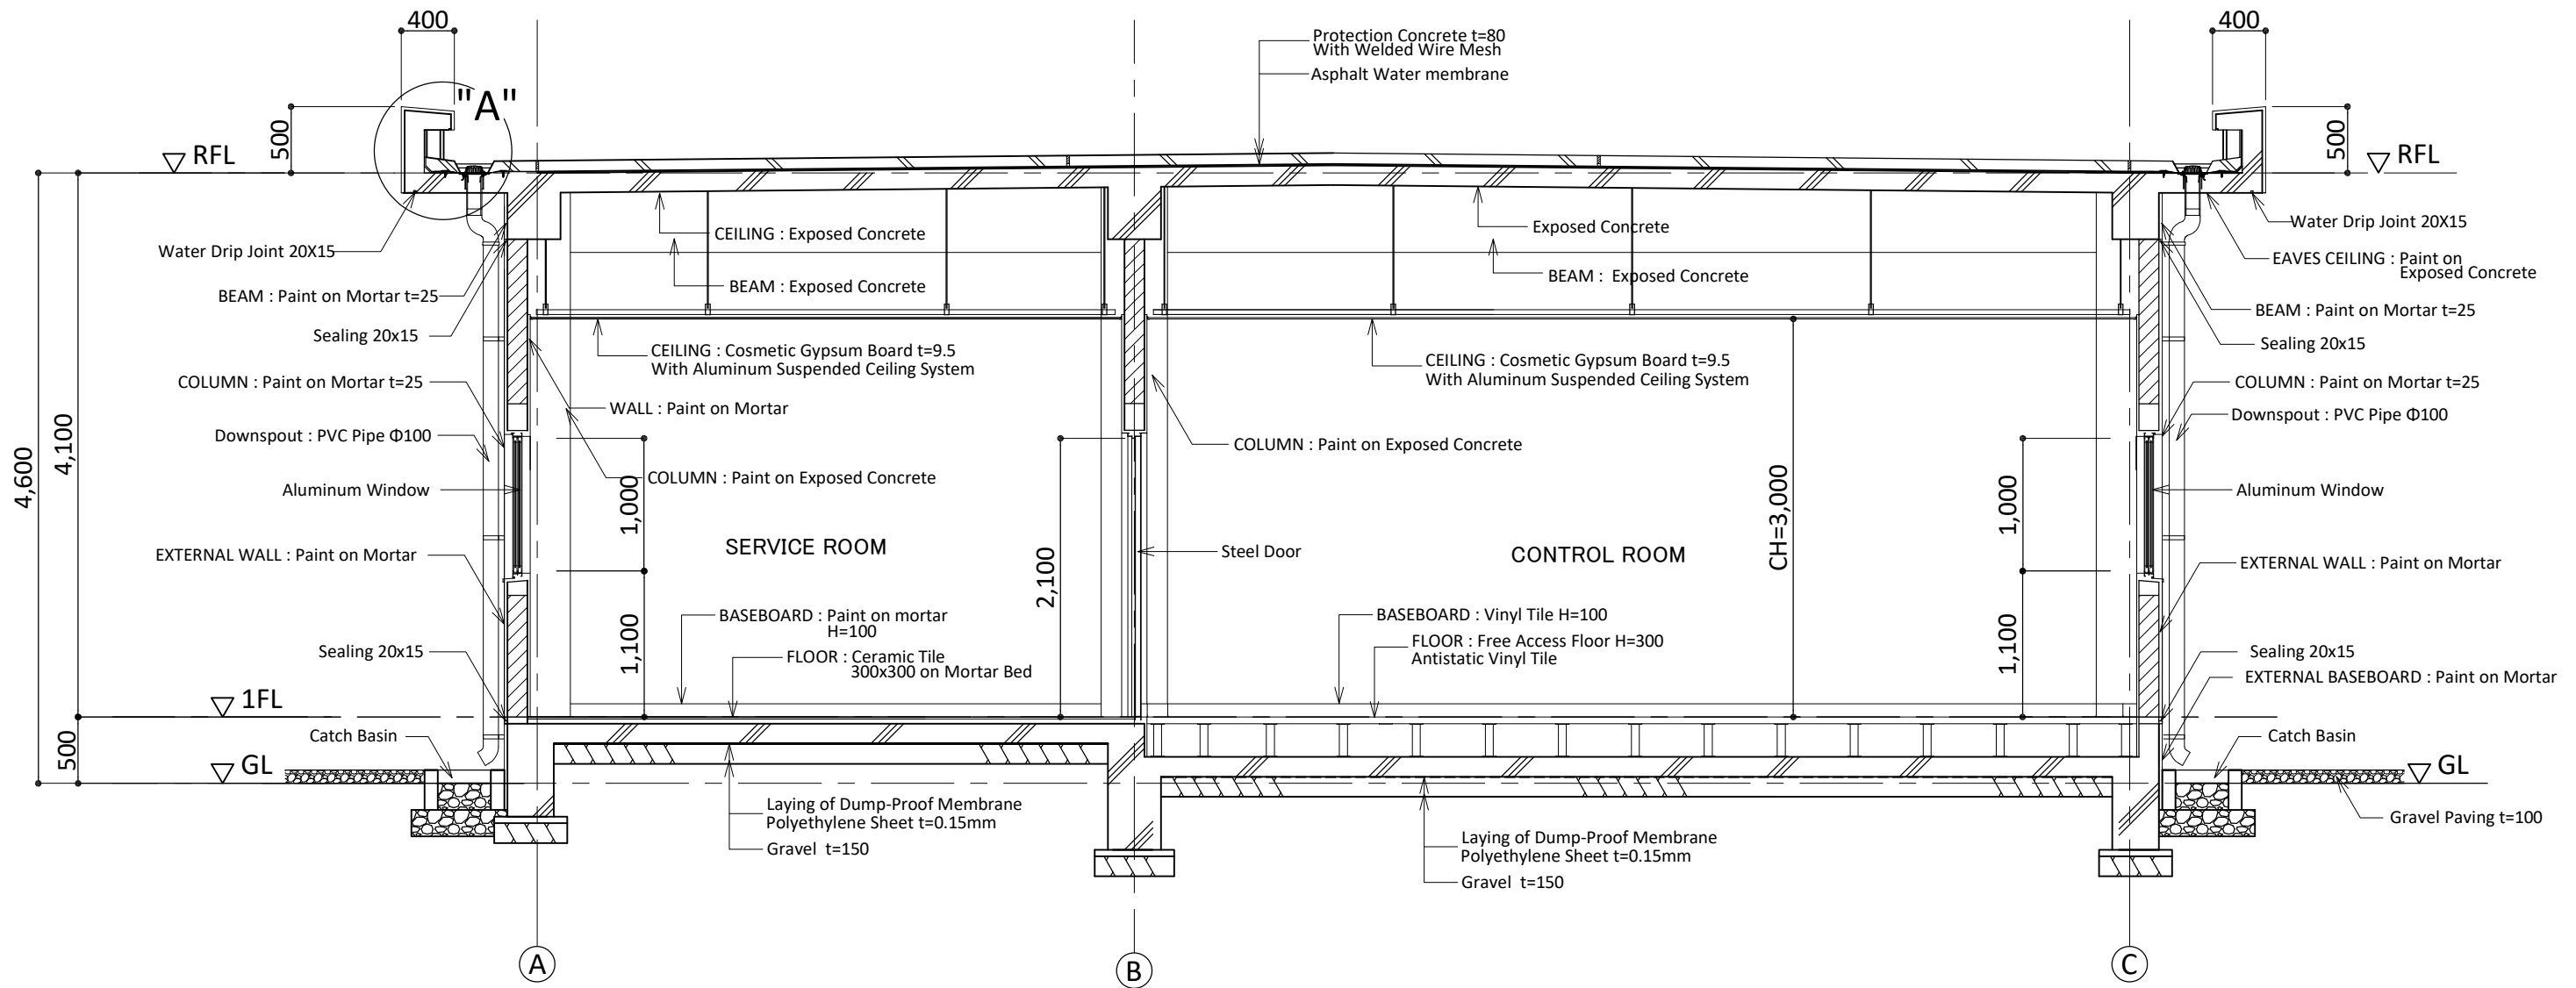 400
400
Protection Concrete t=80
With Welded Wire Mesh
Asphalt Water membrane
"A"
500
500
RFL
RFL
CEILING : Exposed Concrete
Exposed Concrete
Water Drip Joint 20X15
Water Drip Joint 20X15
BEAM : Exposed Concrete
BEAM :  Exposed Concrete
EAVES CEILING : Paint on
Exposed Concrete
BEAM : Paint on Mortar t=25
BEAM : Paint on Mortar t=25
Sealing 20x15
Sealing 20x15
CEILING : Cosmetic Gypsum Board t=9.5
With Aluminum Suspended Ceiling System
CEILING : Cosmetic Gypsum Board t=9.5
With Aluminum Suspended Ceiling System
COLUMN : Paint on Mortar t=25
COLUMN : Paint on Mortar t=25
WALL : Paint on Mortar
Downspout : PVC Pipe Φ100
Downspout : PVC Pipe Φ100
4,600
4,100
COLUMN : Paint on Exposed Concrete
COLUMN : Paint on Exposed Concrete
Aluminum Window
Aluminum Window
1,000
CH=3,000
1,000
SERVICE ROOM
CONTROL ROOM
Steel Door
EXTERNAL WALL : Paint on Mortar
EXTERNAL WALL : Paint on Mortar
2,100
1,100
1,100
BASEBOARD : Paint on mortar
H=100
BASEBOARD : Vinyl Tile H=100
FLOOR : Ceramic Tile
300x300 on Mortar Bed
FLOOR : Free Access Floor H=300
Antistatic Vinyl Tile
Sealing 20x15
Sealing 20x15
EXTERNAL BASEBOARD : Paint on Mortar
1FL
Catch Basin
Catch Basin
500
GL
GL
Laying of Dump-Proof Membrane
Polyethylene Sheet t=0.15mm
Gravel  t=150
Laying of Dump-Proof Membrane
Polyethylene Sheet t=0.15mm
Gravel  t=150
Gravel Paving t=100
A
B
C